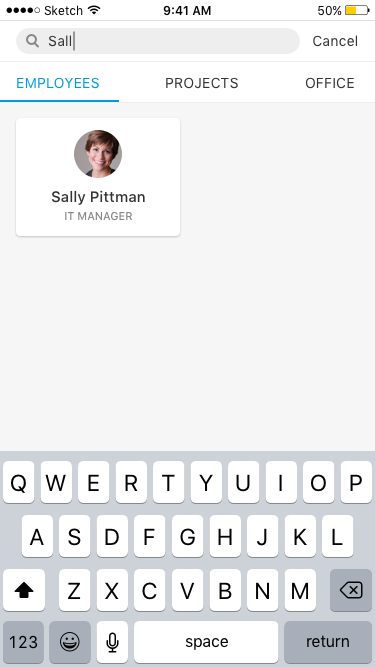 Sketch 9:41 AM 50%
Sall Cancel
EMPLOYEES PROJECTS OFFICE
Sally Pittman
IT MANAGER
Q W E R T Y U I O P
A S D F G H J K L
Z X C V B N M
123 space return